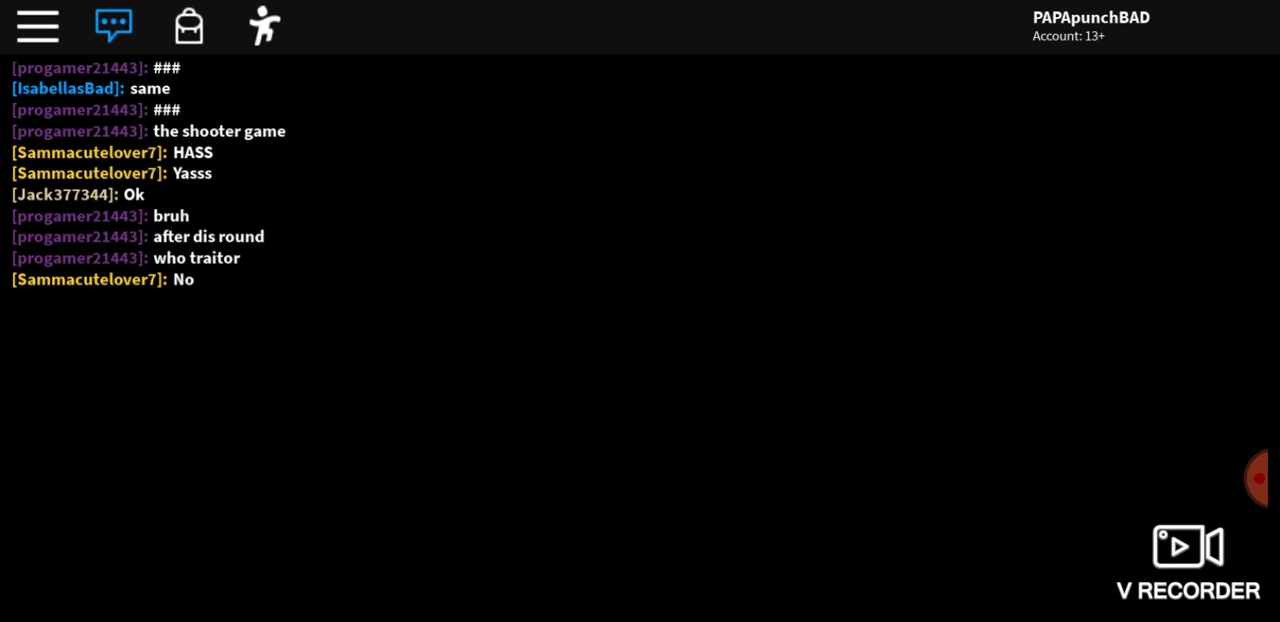 PAPApunchBAD
Account: 13+
[progamer21443]: ###
[IsabellasBad]: same
[progamer21443]: ###
[progamer21443]: the shooter game
[Sammacutelover7]: HASS
[Sammacutelover7]: Yasss
[Jack377344]: Ok
[progamer21443]: bruh
[progamer21443]: after dis round
[progamer21443]: who traitor
[Sammacutelover7]: No
V RECORDER